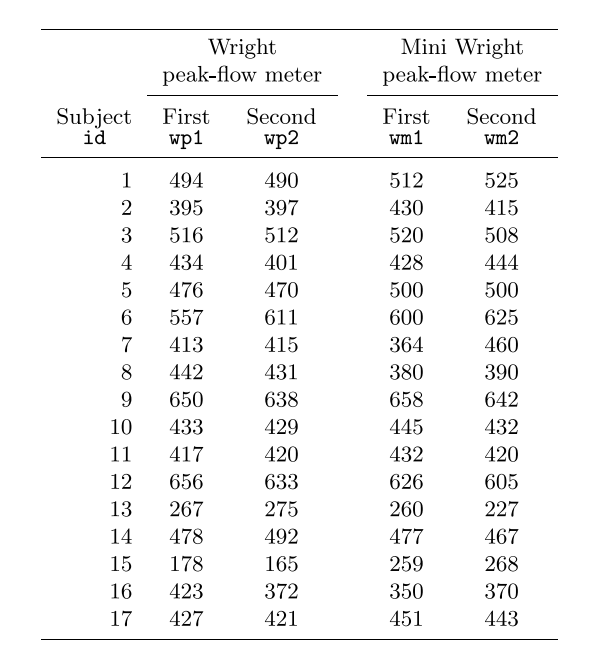 Wright Mini Wright
peak-flow meter peak-flow meter
Subject First Second First Second
id wp1 wp2 wm1 wm2
1 494 490 512 525
2 395 397 430 415
3 516 512 520 508
4 434 401 428 444
5 476 470 500 500
6 557 611 600 625
7 413 415 364 460
8 442 431 380 390
9 650 638 658 642
10 433 429 445 432
11 417 420 432 420
12 656 633 626 605
13 267 275 260 227
14 478 492 477 467
15 178 165 259 268
16 423 372 350 370
17 427 421 451 443